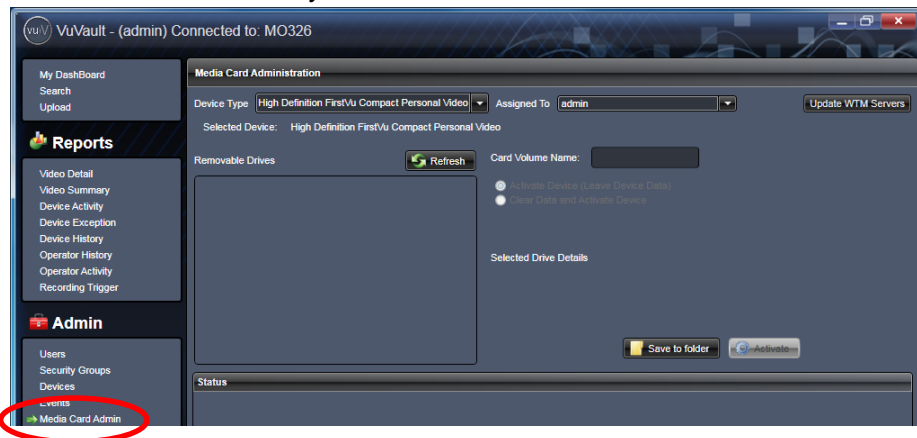 vuV VuVault - (admin) Connected to: MO326
My DashBoard
Search
Upload
Reports
Video Detail
Video Summary
Device Activity
Device Exception
Device History
Operator History
Operator Activity
Recording Trigger
Admin
Users
Security Groups
Devices
Events
Media Card Admin
Media Card Administration
Device Type High Definition FirstVu Compact Personal Video Assigned To admin Update WTM Servers
Selected Device: High Definition FirstVu Compact Personal Video
Removable Drives Refresh
Card Volume Name:
Activate Device (Leave Device Data)
Clear Data and Activate Device
Selected Drive Details
Save to folder Activate
Status